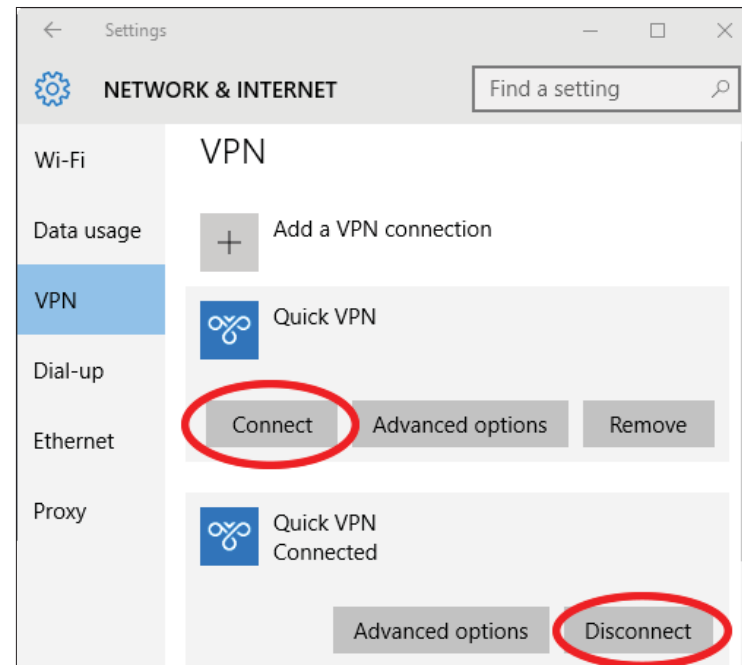 Settings
NETWORK & INTERNET
Find a setting
Wi-Fi
Data usage
VPN
Dial-up
Ethernet
Proxy
VPN
Add a VPN connection
Quick VPN
Connect Advanced options Remove
Quick VPN
Connected
Advanced options Disconnect